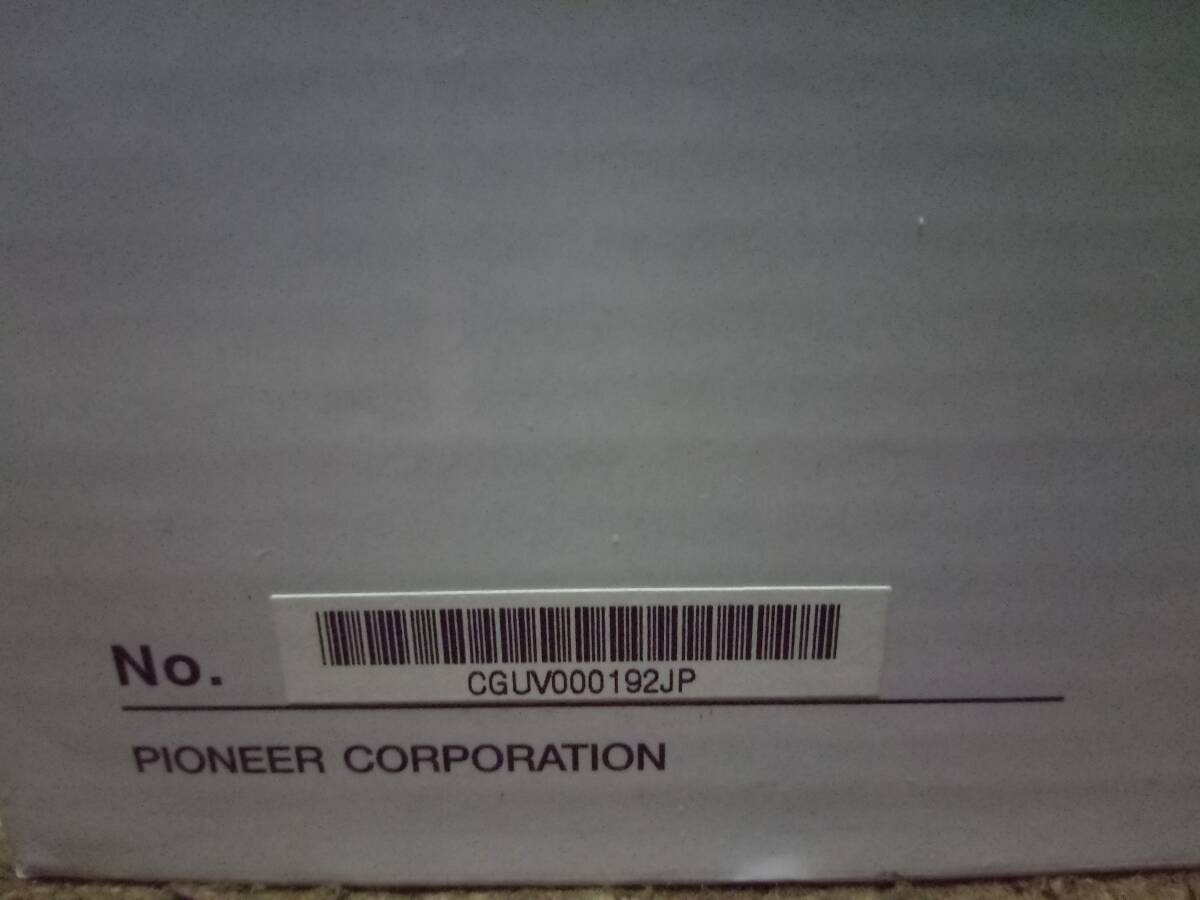 No.
CGUV000192JP
PIONEER CORPORATION